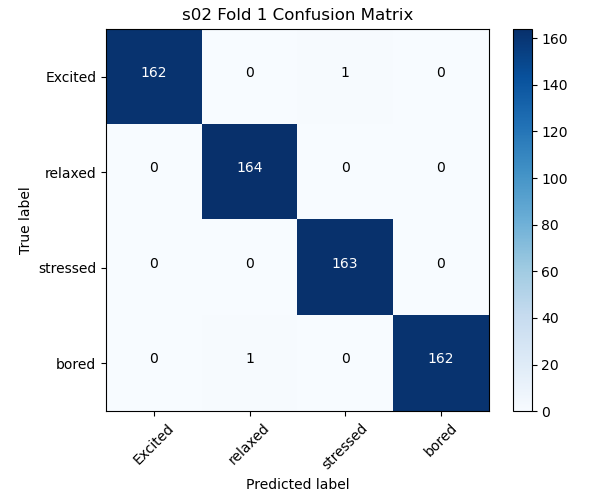 s02 Fold 1 Confusion Matrix
True label
Excited 162 0 1 0
relaxed 0 164 0 0
stressed 0 0 163 0
bored 0 1 0 162
Excited relaxed stressed bored
Predicted label
160
140
120
100
80
60
40
20
0